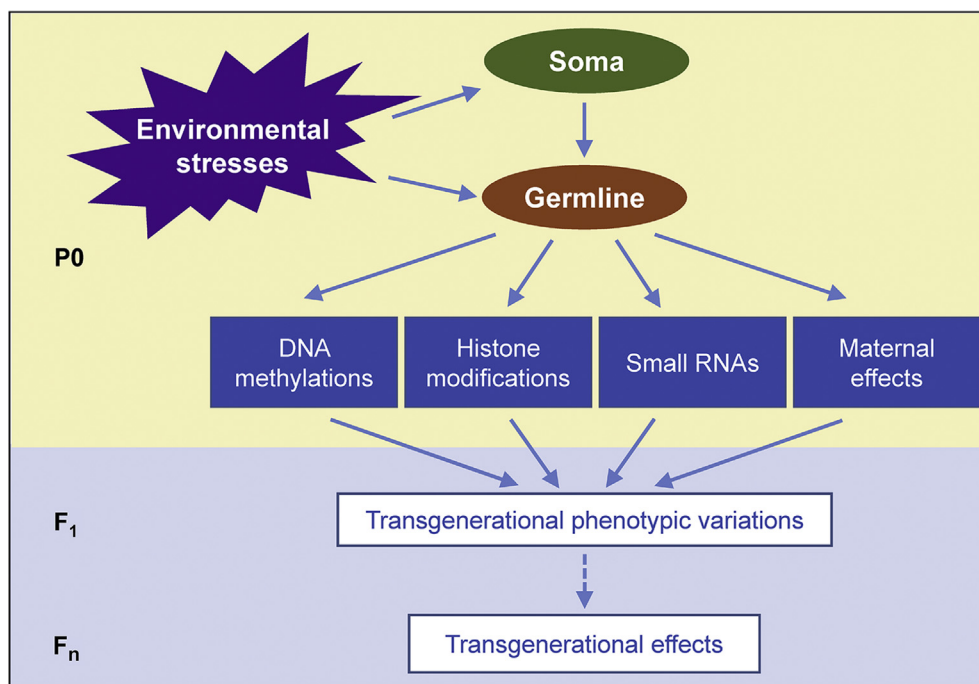 Soma
Environmental
stresses
Germline
P0
DNA
methylations
Histone
modifications
Small RNAs
Maternal
effects
F1
Transgenerational phenotypic variations
Fn
Transgenerational effects